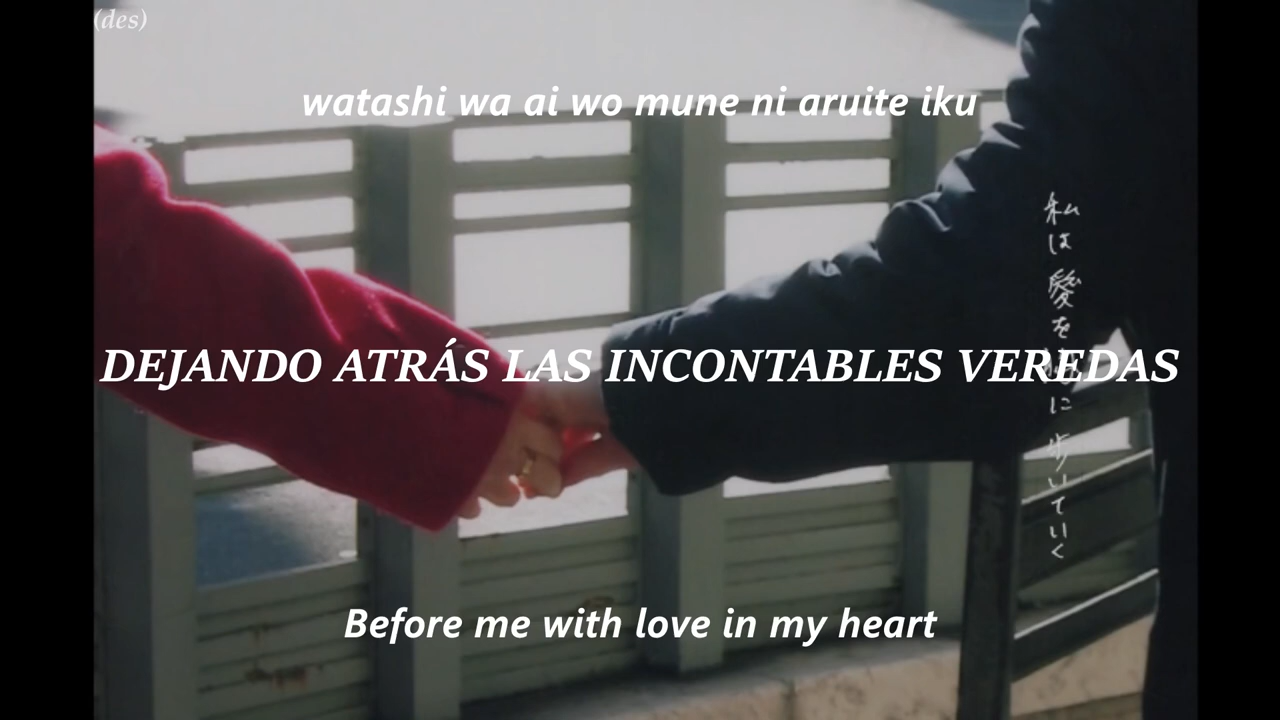 (des)
watashi wa ai wo mune ni aruite iku
私は愛を胸に歩いていく
DEJANDO ATRÁS LAS INCONTABLES VEREDAS
Before me with love in my heart